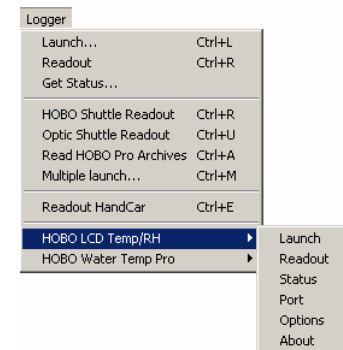 Logger
Launch... Ctrl+L
Readout Ctrl+R
Get Status...
HOBO Shuttle Readout Ctrl+R
Optic Shuttle Readout Ctrl+U
Read HOBO Pro Archives Ctrl+A
Multiple launch... Ctrl+M
Readout HandCar Ctrl+E
HOBO LCD Temp/RH
HOBO Water Temp Pro
Launch
Readout
Status
Port
Options
About